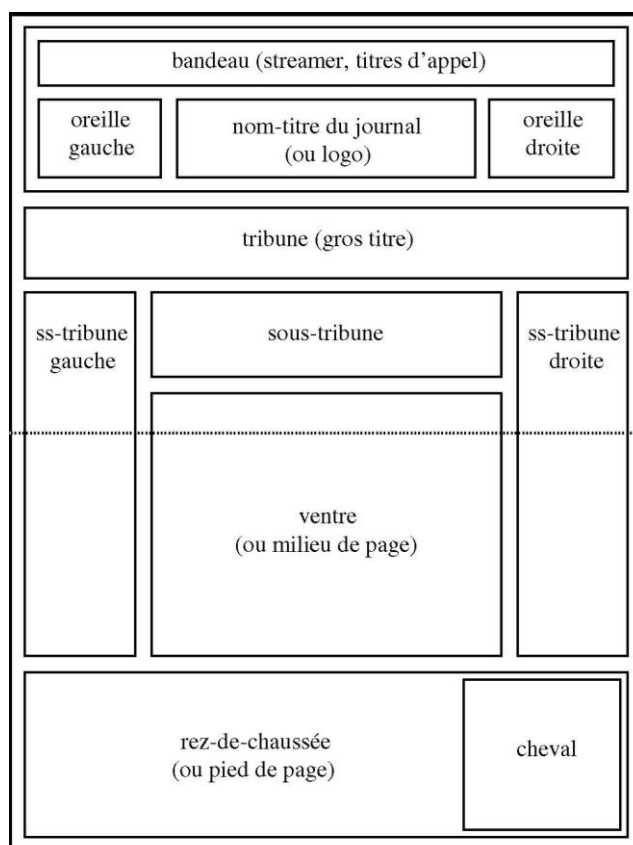 bandeau (streamer, titres d'appel)
oreille
gauche
nom-titre du journal
(ou logo)
oreille
droite
tribune (gros titre)
ss-tribune
gauche
sous-tribune
ss-tribune
droite
ventre
(ou milieu de page)
rez-de-chaussée
(ou pied de page)
cheval